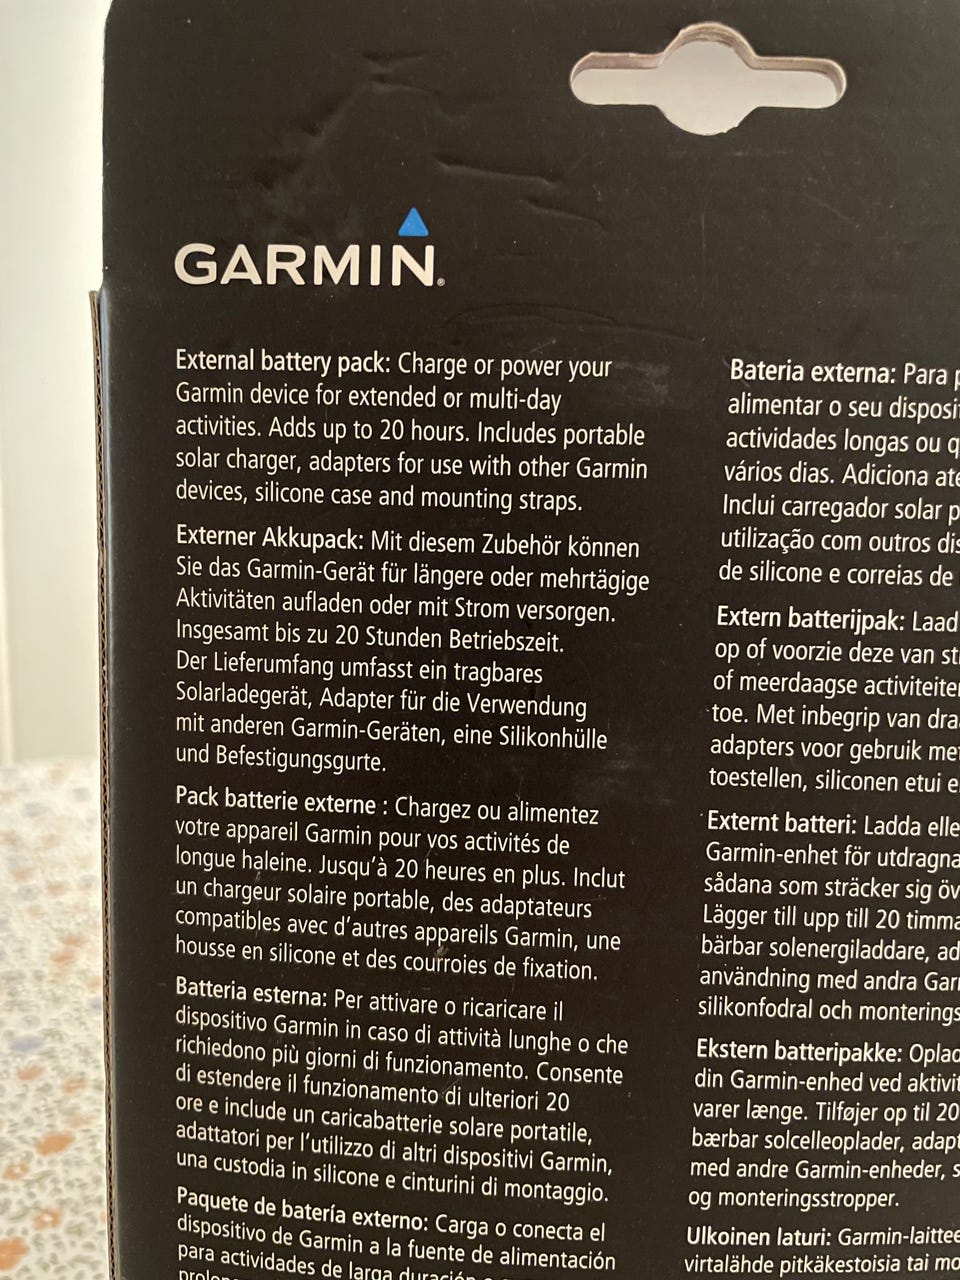 GARMIN®
External battery pack: Charge or power your
Garmin device for extended or multi-day
activities. Adds up to 20 hours. Includes portable
solar charger, adapters for use with other Garmin
devices, silicone case and mounting straps.
Externer Akkupack: Mit diesem Zubehör können
Sie das Garmin-Gerät für längere oder mehrtägige
Aktivitäten aufladen oder mit Strom versorgen.
Insgesamt bis zu 20 Stunden Betriebszeit.
Der Lieferumfang umfasst ein tragbares
Solarladegerät, Adapter für die Verwendung
mit anderen Garmin-Geräten, eine Silikonhülle
und Befestigungsgurte.
Pack batterie externe : Chargez ou alimentez
votre appareil Garmin pour vos activités de
longue haleine. Jusqu'à 20 heures en plus. Inclut
un chargeur solaire portable, des adaptateurs
compatibles avec d'autres appareils Garmin, une
housse en silicone et des courroies de fixation.
Batteria esterna: Per attivare o ricaricare il
dispositivo Garmin in caso di attività lunghe o che
richiedono più giorni di funzionamento. Consente
di estendere il funzionamento di ulteriori 20
ore e include un caricabatterie solare portatile,
adattatori per l'utilizzo di altri dispositivi Garmin,
una custodia in silicone e cinturini di montaggio.
Paquete de batería externo: Carga o conecta el
dispositivo de Garmin a la fuente de alimentación
para actividades de larga duración
Bateria externa: Para
alimentar o seu
actividades longas ou
vários dias. Adiciona
Inclui carregador solar
utilização com outros
de silicone e correias de
Extern batterijpak: Laad
op of voorzie deze van
of meerdaagse
toe. Met inbegrip van
adapters voor gebruik
toestellen, siliconen etui
Externt batteri: Ladda
Garmin-enhet för
sådana som sträcker sig
Lägger till upp till 20
bärbar solenergiladdare,
användning med andra
silikonfodral och
Ekstern batteripakke:
din Garmin-enhed ved
varer længe. Tilføjer op til 20
bærbar solcelleoplader,
med andre Garmin-enheder,
og monteringsstropper.
Ulkoinen laturi:
virtalähde pitkäkestoisia tai